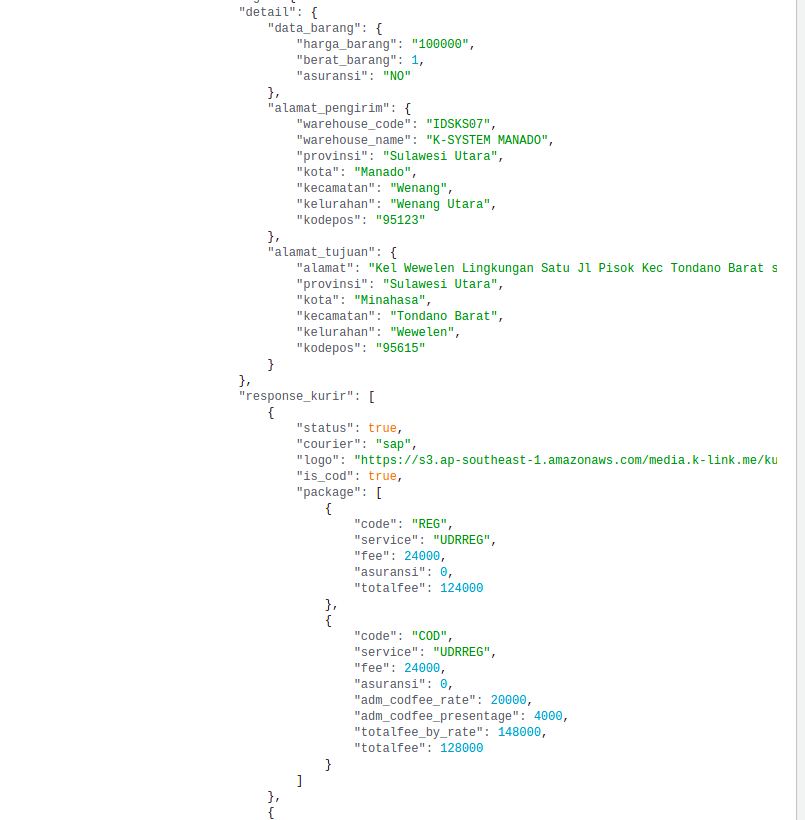 "detail": {
"data_barang": {
"harga_barang": "100000",
"berat_barang": 1,
"asuransi": "NO"
},
"alamat_pengirim": {
"warehouse_code": "IDSKS07",
"warehouse_name": "K-SYSTEM MANADO",
"provinsi": "Sulawesi Utara",
"kota": "Manado",
"kecamatan": "Wenang",
"kelurahan": "Wenang Utara",
"kodepos": "95123"
},
"alamat_tujuan": {
"alamat": "Kel Wewelen Lingkungan Satu Jl Pisok Kec Tondano Barat s
"provinsi": "Sulawesi Utara",
"kota": "Minahasa",
"kecamatan": "Tondano Barat",
"kelurahan": "Wewelen",
"kodepos": "95615"
}
},
"response_kurir": [
{
"status": true,
"courier": "sap",
"logo": "https://s3.ap-southeast-1.amazonaws.com/media.k-link.me/ku
"is_cod": true,
"package": [
{
"code": "REG",
"service": "UDRREG",
"fee": 24000,
"asuransi": 0,
"totalfee": 124000
},
{
"code": "COD",
"service": "UDRREG",
"fee": 24000,
"asuransi": 0,
"adm_codfee_rate": 20000,
"adm_codfee_presentage": 4000,
"totalfee_by_rate": 148000,
"totalfee": 128000
}
]
},
{